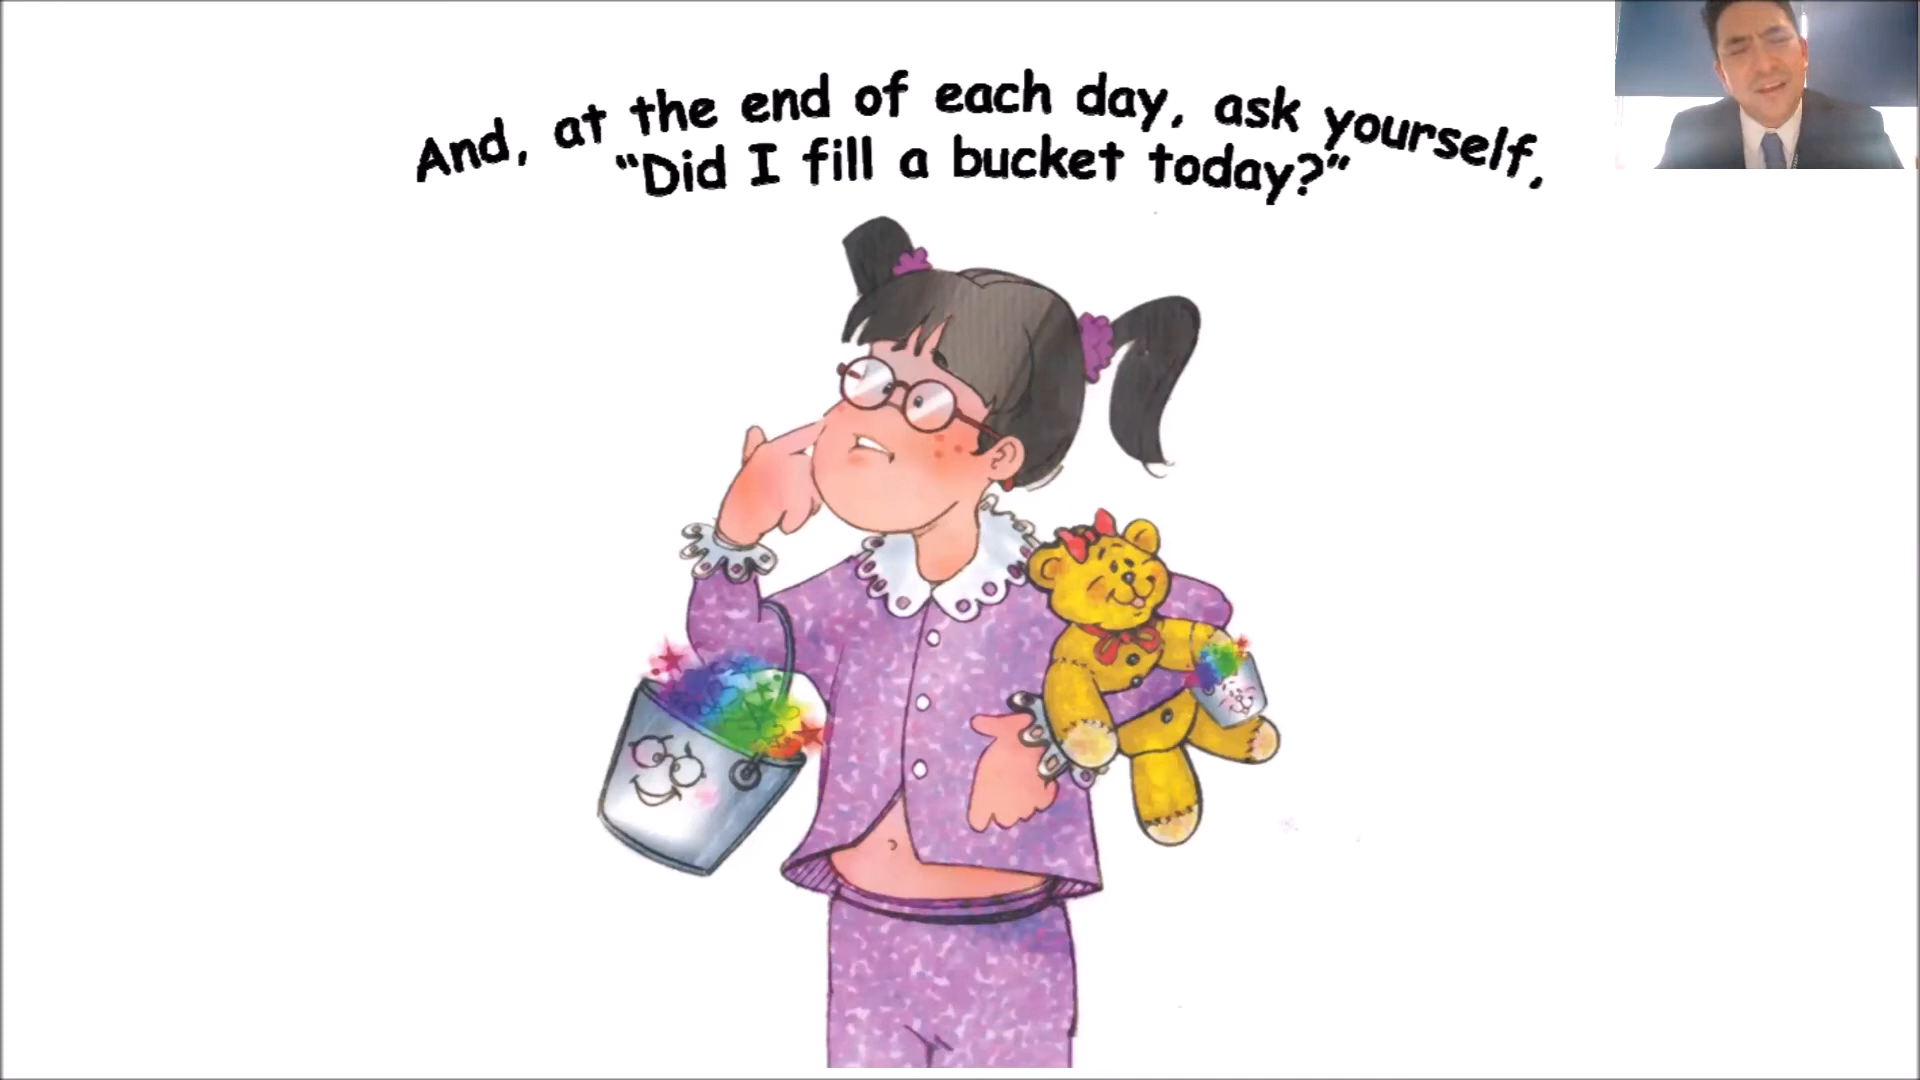 And, at the end of each day, ask yourself,
“Did I fill a bucket today?”